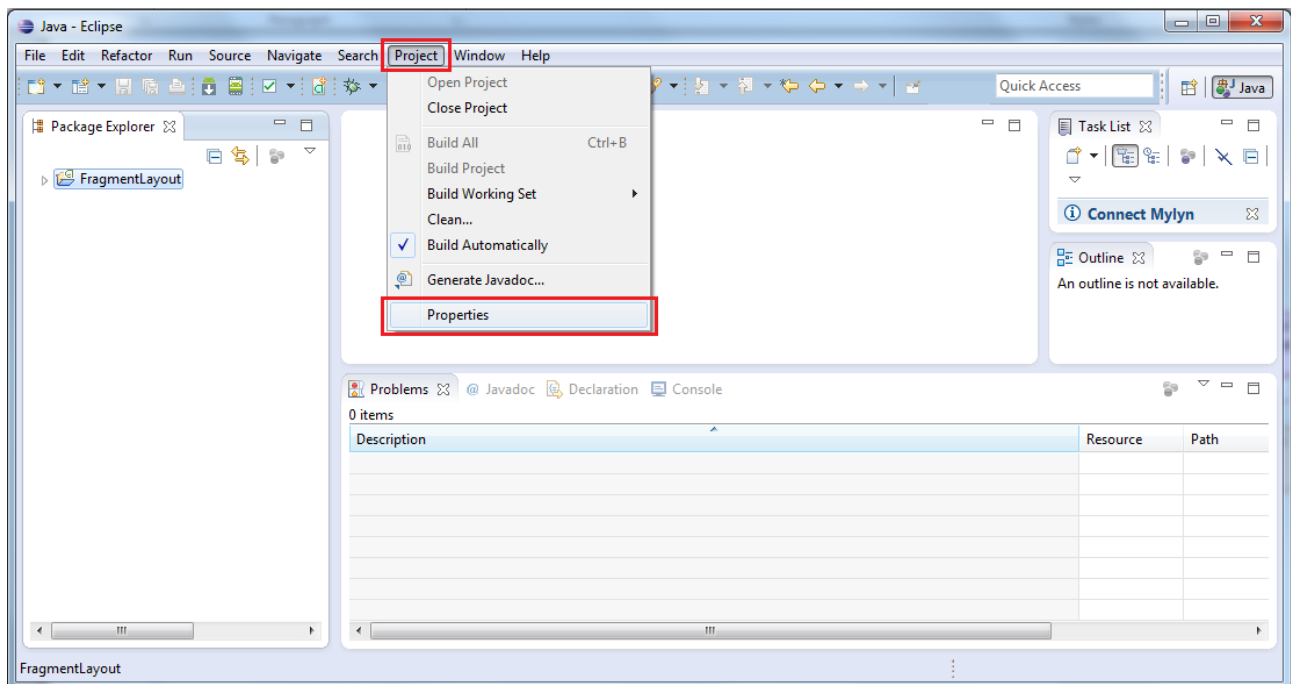 Java - Eclipse
File Edit Refactor Run Source Navigate Search Project Window Help
Quick Access
Java
Package Explorer
FragmentLayout
Open Project
Close Project
Build All Ctrl+B
Build Project
Build Working Set
Clean...
Build Automatically
Generate Javadoc...
Properties
Task List
Connect Mylyn
Outline
An outline is not available.
Problems @ Javadoc Declaration Console
0 items
Description Resource Path
FragmentLayout